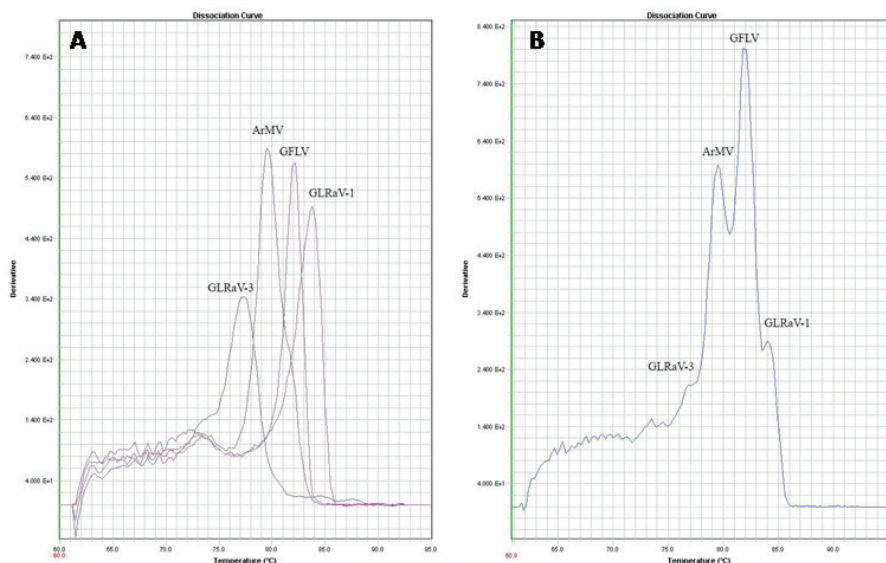 Dissociation Curve
A
7.400 E+2
6.400 E+2
5.400 E+2
4.400 E+2
3.400 E+2
2.400 E+2
1.400 E+2
4.000 E+1
Derivative
ArMV
GFLV
GLRaV-1
GLRaV-3
60.0 65.0 70.0 75.0 80.0 85.0 90.0 95.0
60.0
Temperature (°C)
Dissociation Curve
B
8.400 E+2
7.400 E+2
6.400 E+2
5.400 E+2
4.400 E+2
3.400 E+2
2.400 E+2
1.400 E+2
4.000 E+1
Derivative
GFLV
ArMV
GLRaV-1
GLRaV-3
60.0 65.0 70.0 75.0 80.0 85.0 90.0
60.0
Temperature (°C)